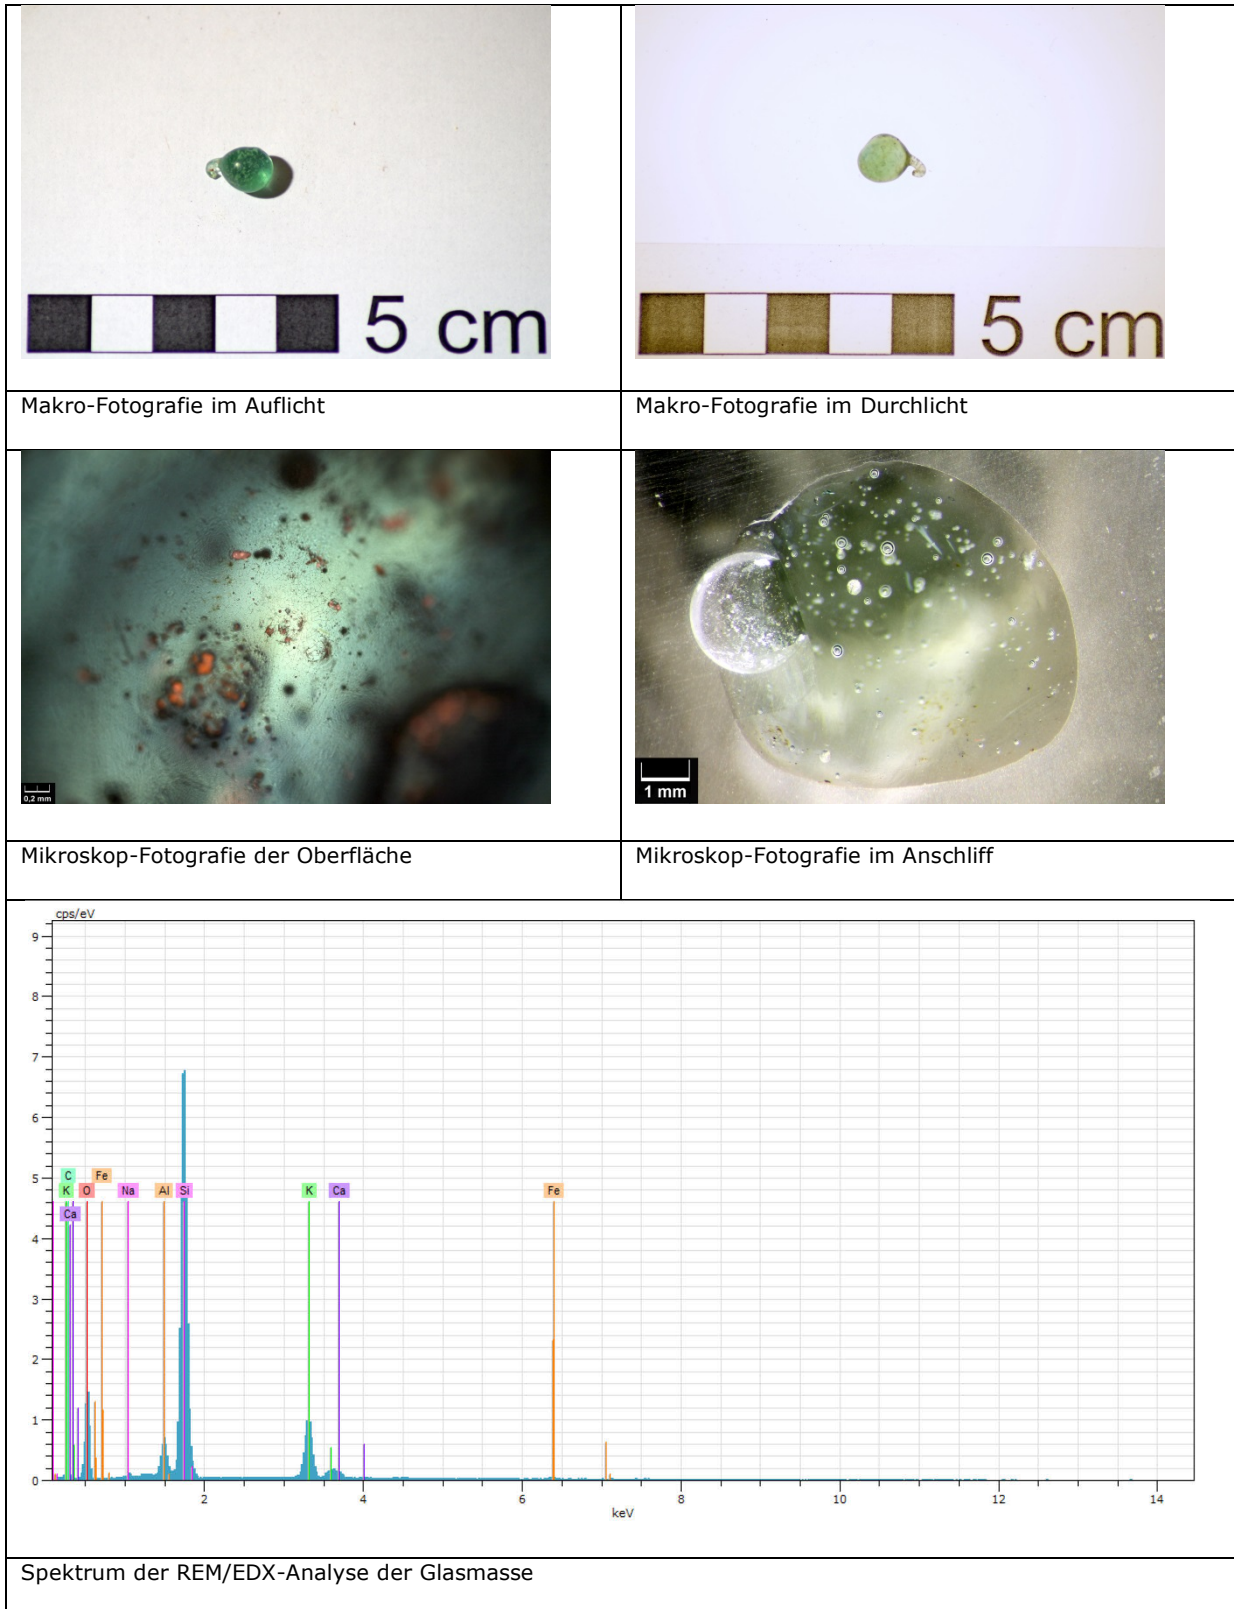 5 cm
5 cm
Makro-Fotografie im Auflicht
Makro-Fotografie im Durchlicht
0,2 mm
1 mm
Mikroskop-Fotografie der Oberfläche
Mikroskop-Fotografie im Anschliff
cps/eV
9
8
7
6
5
4
3
2
1
0
C
Fe
K
O
Na
Al
Si
K
Ca
Fe
Ca
2
4
6
8
10
12
14
keV
Spektrum der REM/EDX-Analyse der Glasmasse